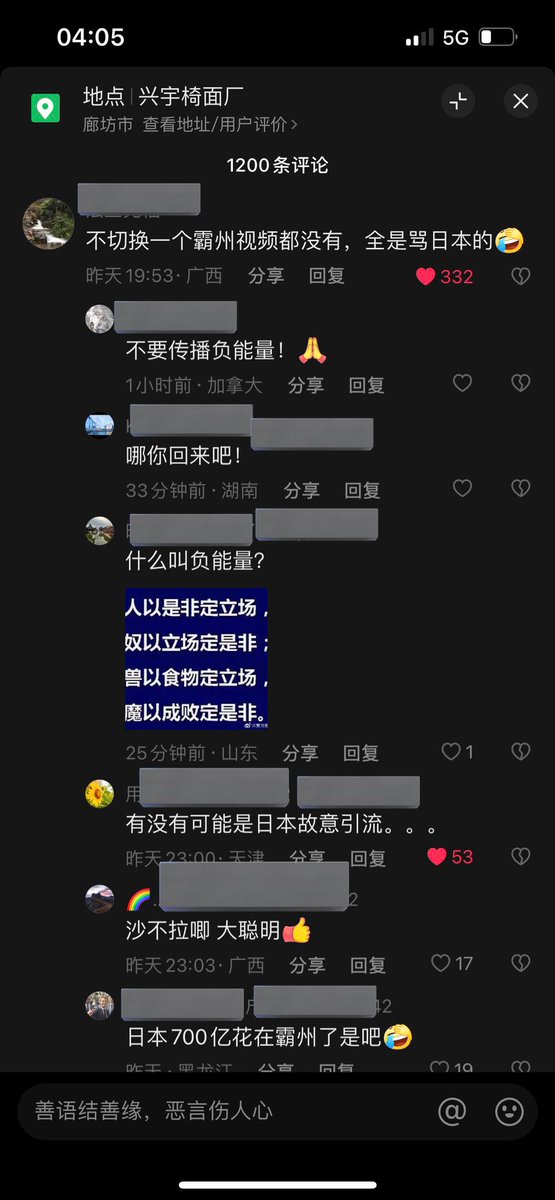 04:05
5G
地点 | 兴宇椅面厂
廊坊市 查看地址/用户评价 >
1200条评论
不切换一个霸州视频都没有，全是骂日本的🤣
昨天19:53 · 广西 分享 回复 332
不要传播负能量！🙏
1小时前 · 加拿大 分享 回复
哪你回来吧！
33分钟前 · 湖南 分享 回复
什么叫负能量?
人以是非定立场，
奴以立场定是非；
兽以食物定立场，
魔以成败定是非。
25分钟前 · 山东 分享 回复 1
用
有没有可能是日本故意引流。。。
昨天23:00 · 天津 分享 回复 53
🌈... 2
沙不拉唧 大聪明👍
昨天23:03 · 广西 分享 回复 17
42
日本700亿花在霸州了是吧🤣
昨天 · 黑龙江 分享 回复 19
善语结善缘，恶言伤人心
@